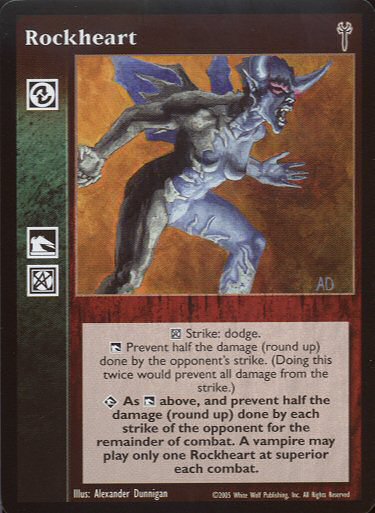 Rockheart
AD
Strike: dodge.
Prevent half the damage (round up)
done by the opponent's strike. (Doing this
twice would prevent all damage from the
strike.)
As above, and prevent half the
damage (round up) done by each
strike of the opponent for the
remainder of combat. A vampire may
play only one Rockheart at superior
each combat.
Illus: Alexander Dunnigan
©2005 White Wolf Publishing, Inc. All Rights Reserved